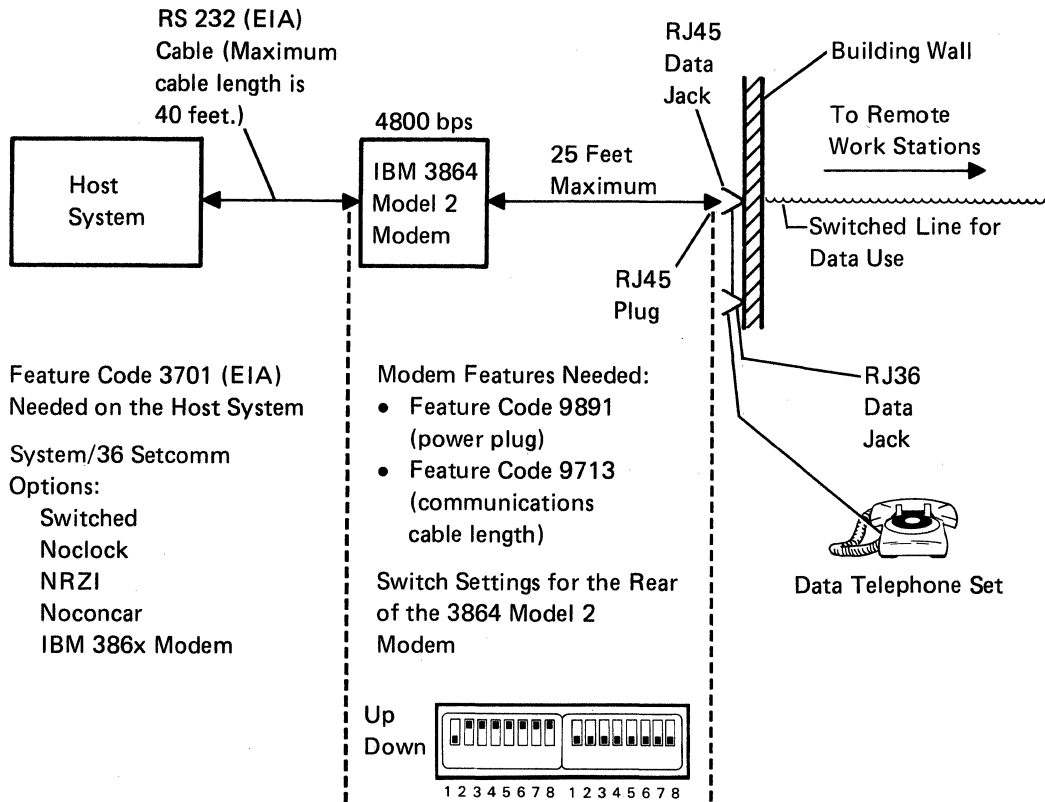 RS 232 (EIA)
Cable (Maximum
cable length is
40 feet.)
RJ45
Data
Jack
Building Wall
To Remote
Work Stations
4800 bps
Host
System
IBM 3864
Model 2
Modem
25 Feet
Maximum
Switched Line for
Data Use
RJ45
Plug
RJ36
Data
Jack
Data Telephone Set
Feature Code 3701 (EIA)
Needed on the Host System
System/36 Setcomm
Options:
Switched
Noclock
NRZI
Noconcar
IBM 386x Modem
Modem Features Needed:
• Feature Code 9891
(power plug)
• Feature Code 9713
(communications
cable length)
Switch Settings for the Rear
of the 3864 Model 2
Modem
Up
Down
1 2 3 4 5 6 7 8 1 2 3 4 5 6 7 8